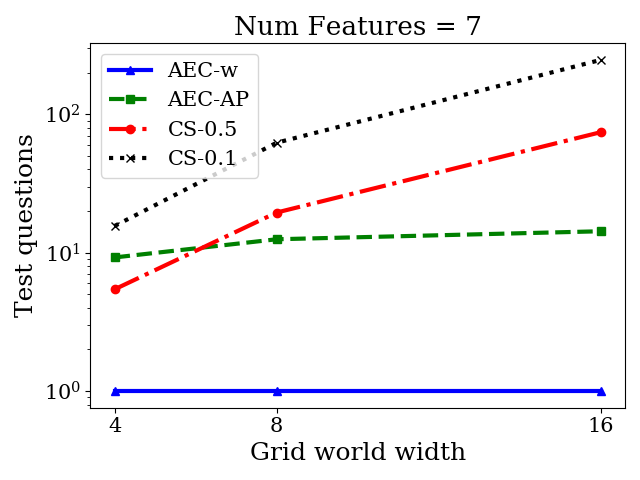 Num Features = 7
AEC-w
AEC-AP
CS-0.5
CS-0.1
Test questions
10²
10¹
10⁰
4 8 16
Grid world width